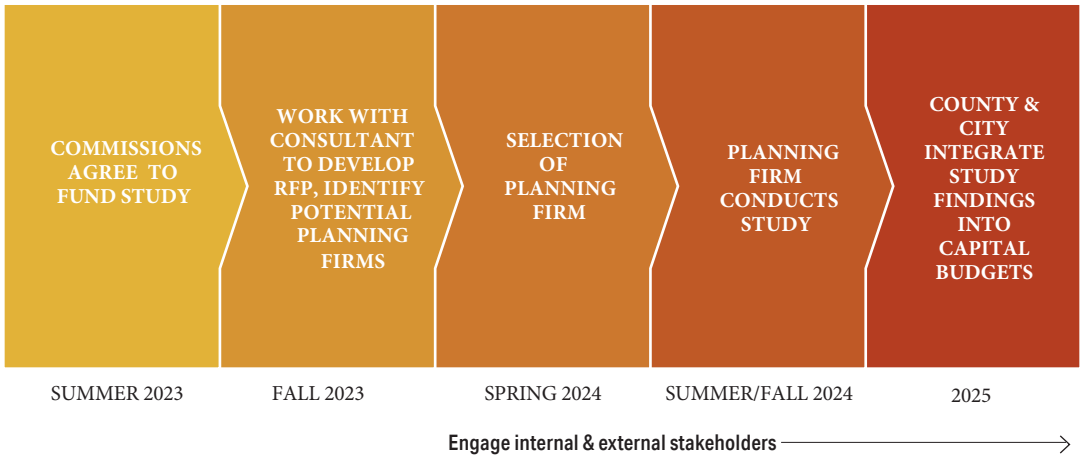 COMMISSIONS
AGREE TO
FUND STUDY
WORK WITH
CONSULTANT
TO DEVELOP
RFP, IDENTIFY
POTENTIAL
PLANNING
FIRMS
SELECTION
OF
PLANNING
FIRM
PLANNING
FIRM
CONDUCTS
STUDY
COUNTY &
CITY
INTEGRATE
STUDY
FINDINGS
INTO
CAPITAL
BUDGETS
SUMMER 2023
FALL 2023
SPRING 2024
SUMMER/FALL 2024
2025
Engage internal & external stakeholders